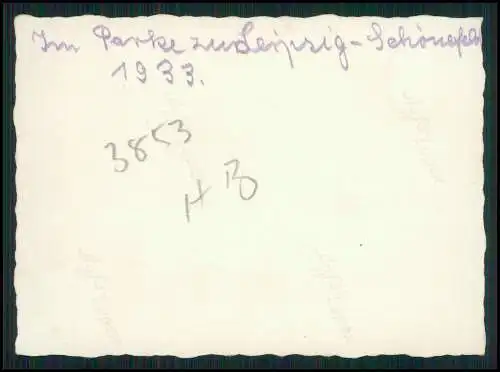 Im Parke zu Leipzig-Schönefeld
1933.
3853
HB